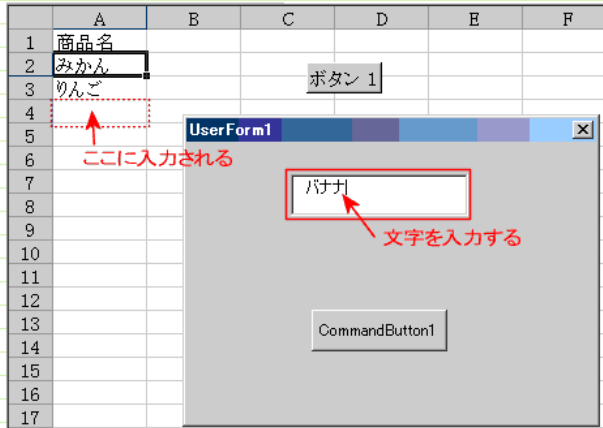 A B C D E F
1 商品名
2 みかん
ボタン 1
3 りんご
4
5 UserForm1
6 ここに入力される
7 バナナ
8
9 文字を入力する
10
11
12
13 CommandButton1
14
15
16
17